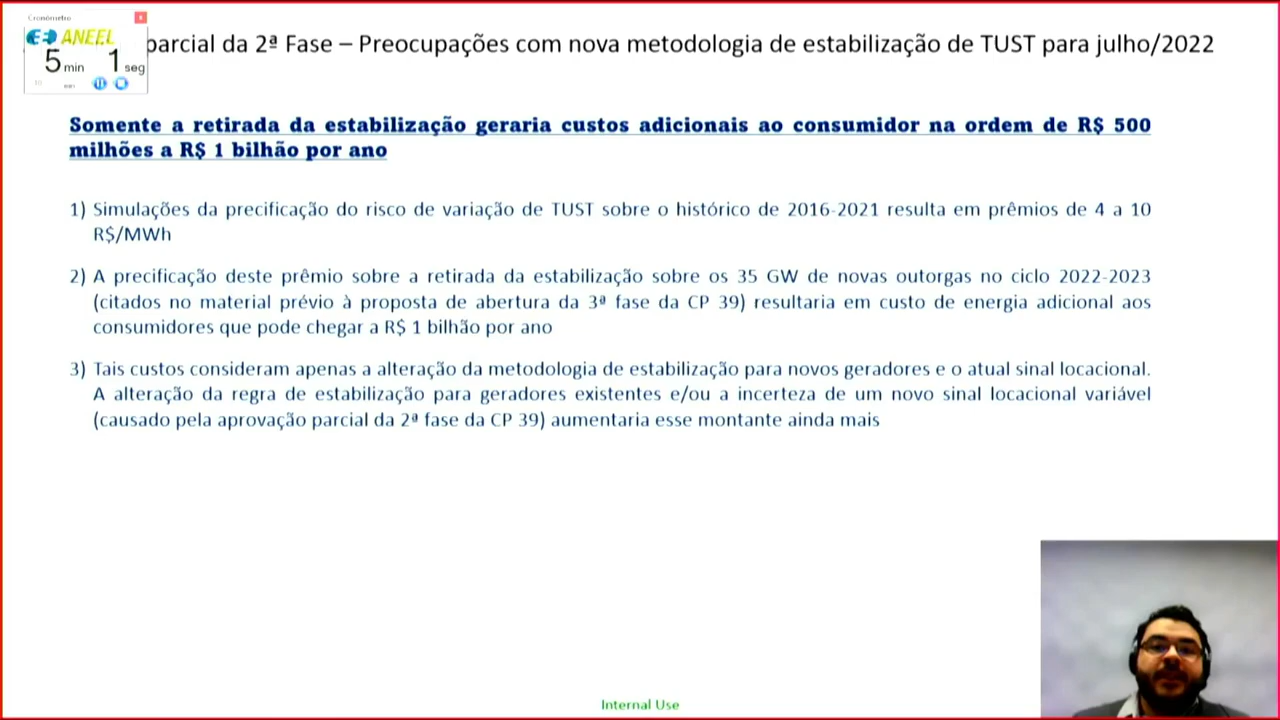 Cronômetro
ANEEL
5 min 1 seg
parcial da 2ª Fase – Preocupações com nova metodologia de estabilização de TUST para julho/2022
Somente a retirada da estabilização geraria custos adicionais ao consumidor na ordem de R$ 500
milhões a R$ 1 bilhão por ano
1) Simulações da precificação do risco de variação de TUST sobre o histórico de 2016-2021 resulta em prêmios de 4 a 10
R$/MWh
2) A precificação deste prêmio sobre a retirada da estabilização sobre os 35 GW de novas outorgas no ciclo 2022-2023
(citados no material prévio à proposta de abertura da 3ª fase da CP 39) resultaria em custo de energia adicional aos
consumidores que pode chegar a R$ 1 bilhão por ano
3) Tais custos consideram apenas a alteração da metodologia de estabilização para novos geradores e o atual sinal locacional.
A alteração da regra de estabilização para geradores existentes e/ou a incerteza de um novo sinal locacional variável
(causado pela aprovação parcial da 2ª fase da CP 39) aumentaria esse montante ainda mais
Internal Use